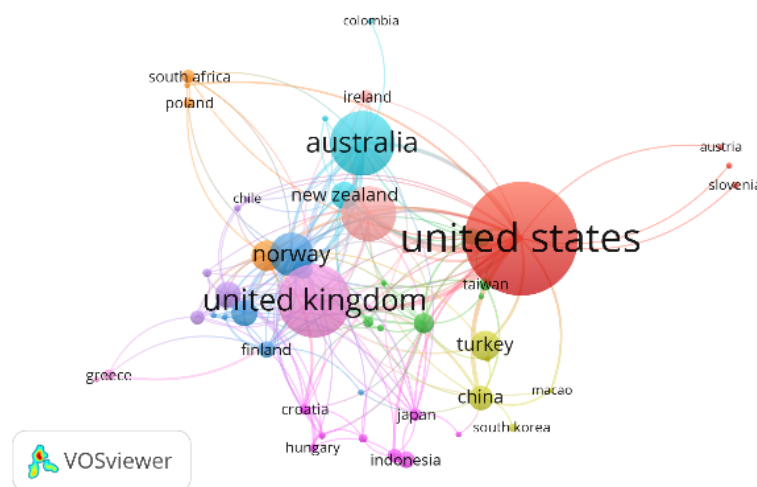 colombia
south africa
ireland
poland
australia
austria
slovenia
chile
new zealand
united states
norway
taiwan
united kingdom
turkey
finland
greece
macao
china
croatia
japan
south korea
hungary
indonesia
VOSviewer